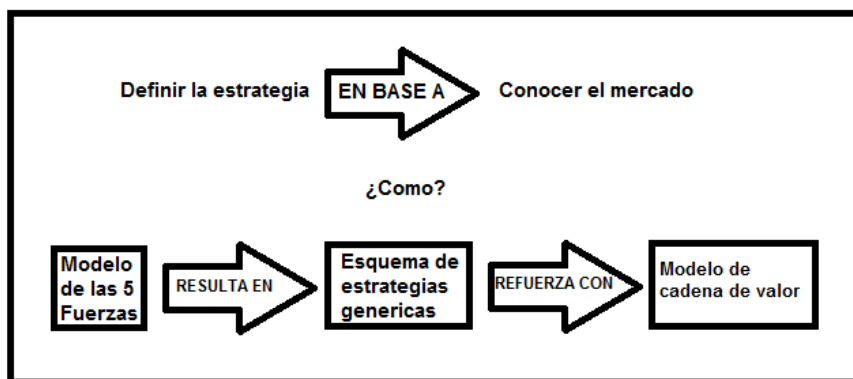 Definir la estrategia EN BASE A Conocer el mercado
¿Como?
Modelo
de las 5
Fuerzas
RESULTA EN
Esquema de
estrategias
genericas
REFUERZA CON
Modelo de
cadena de valor